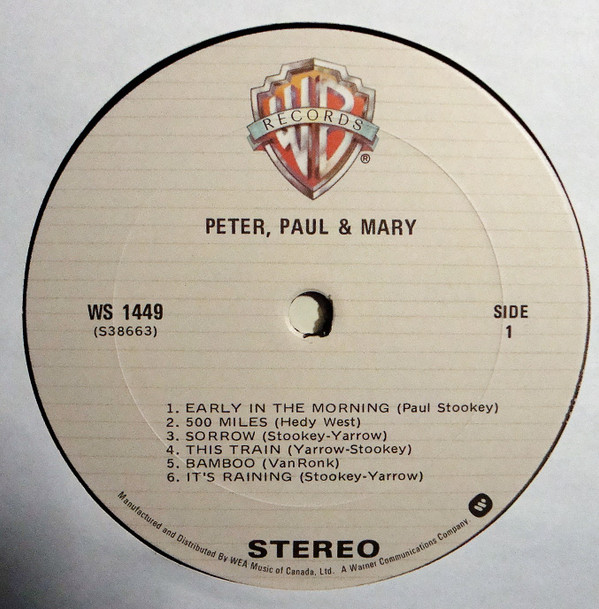 WB
RECORDS
®
PETER, PAUL & MARY
WS 1449
(S38663)
SIDE
1
1. EARLY IN THE MORNING (Paul Stookey)
2. 500 MILES (Hedy West)
3. SORROW (Stookey-Yarrow)
4. THIS TRAIN (Yarrow-Stookey)
5. BAMBOO (VanRonk)
6. IT'S RAINING (Stookey-Yarrow)
STEREO
Manufactured and Distributed By WEA Music of Canada, Ltd. A Warner Communications Company